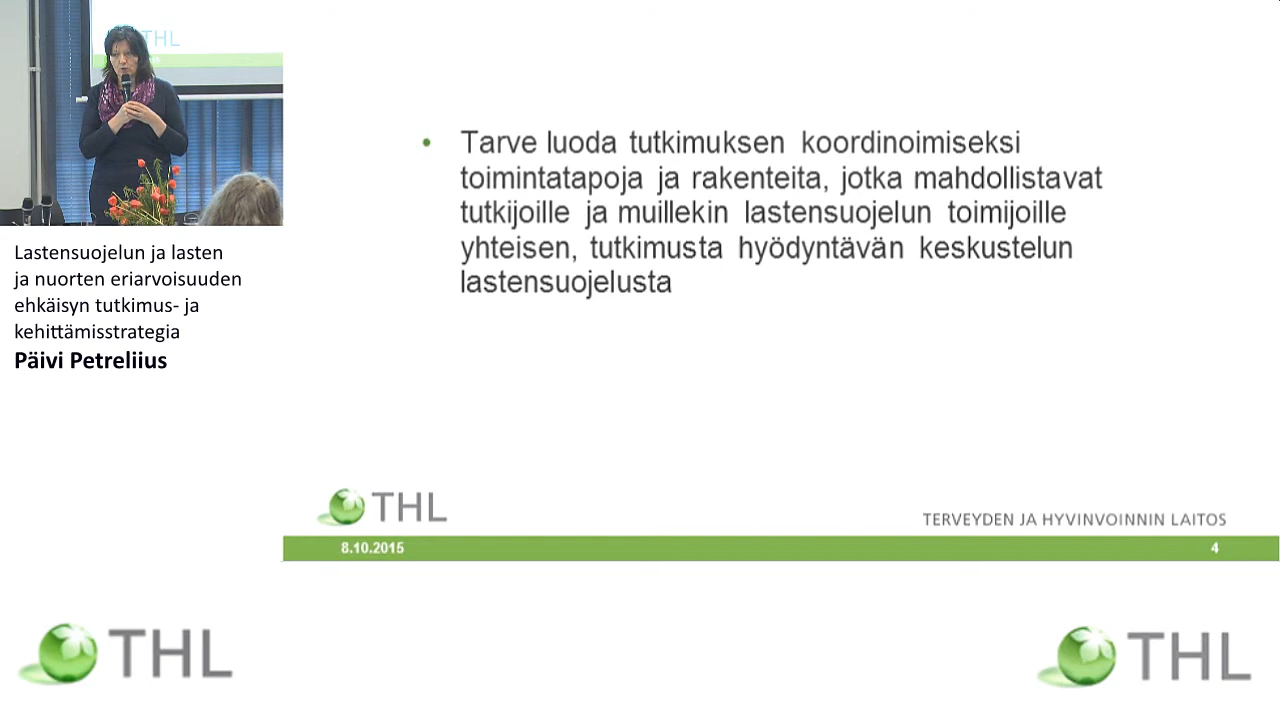 THL
Lastensuojelun ja lasten
ja nuorten eriarvoisuuden
ehkäisyn tutkimus- ja
kehittämisstrategia
Päivi Petreliius
• Tarve luoda tutkimuksen koordinoimiseksi
toimintatapoja ja rakenteita, jotka mahdollistavat
tutkijoille ja muillekin lastensuojelun toimijoille
yhteisen, tutkimusta hyödyntävän keskustelun
lastensuojelusta
THL
TERVEYDEN JA HYVINVOINNIN LAITOS
8.10.2015 4
THL
THL